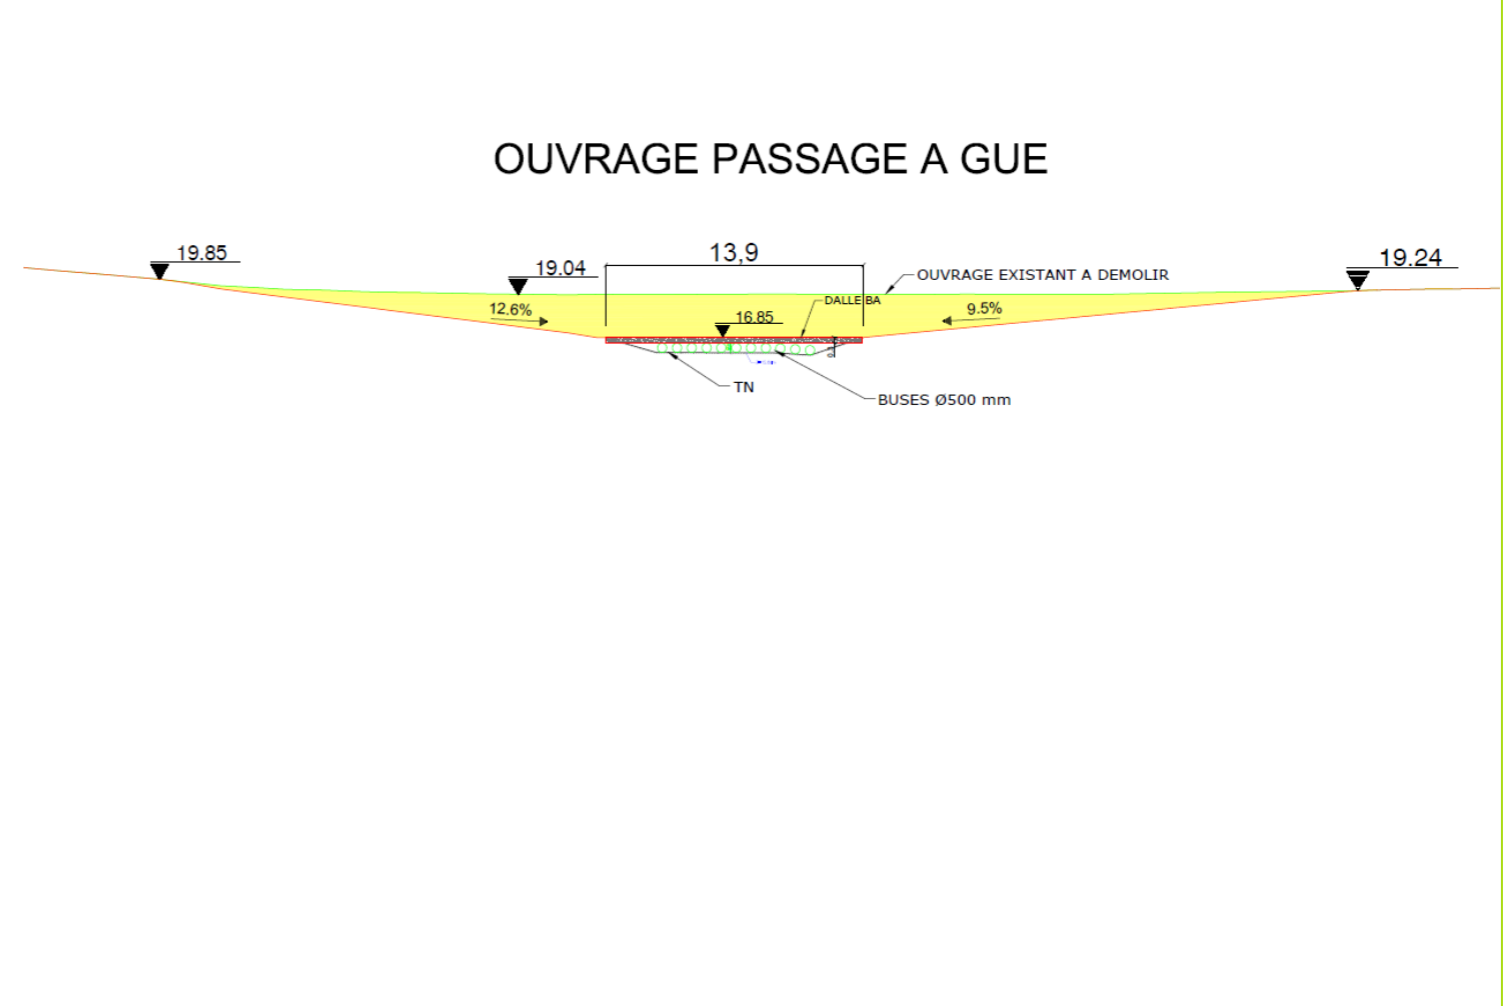 OUVRAGE PASSAGE A GUE
19.85
13,9
19.24
19.04
OUVRAGE EXISTANT A DEMOLIR
DALLE BA
12.6%
16.85
9.5%
TN
BUSES Ø500 mm